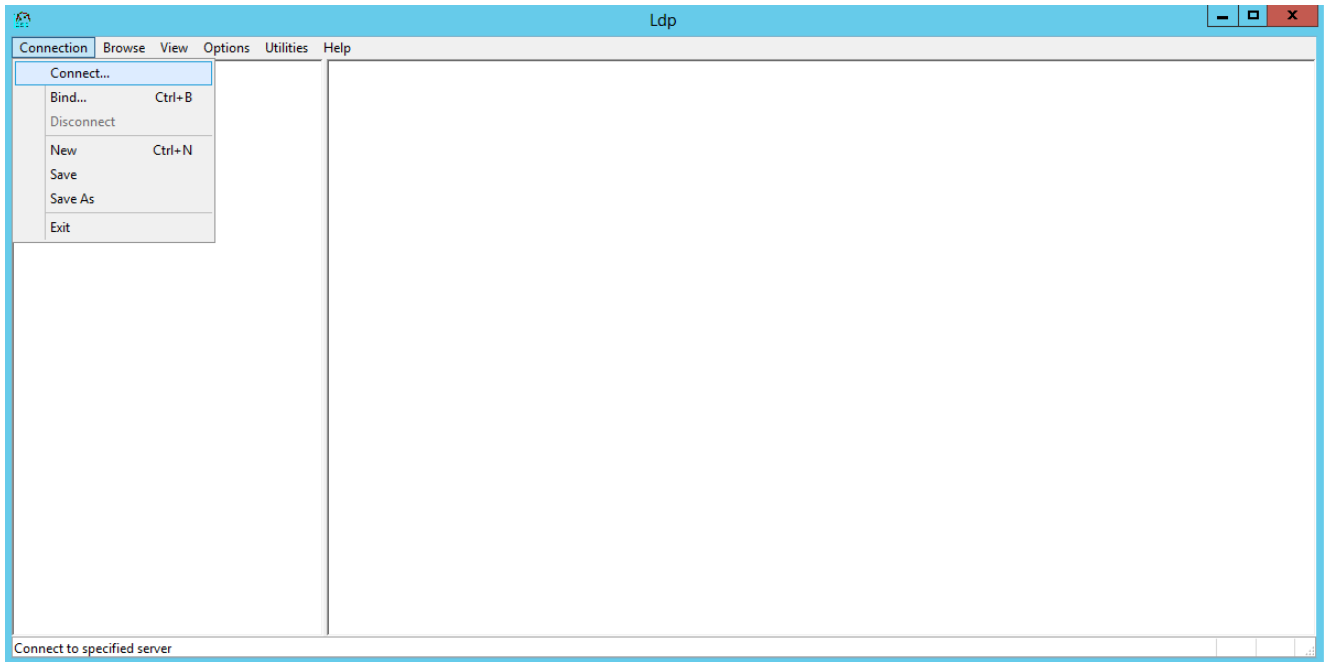 Ldp
Connection Browse View Options Utilities Help
Connect...
Bind... Ctrl+B
Disconnect
New Ctrl+N
Save
Save As
Exit
Connect to specified server